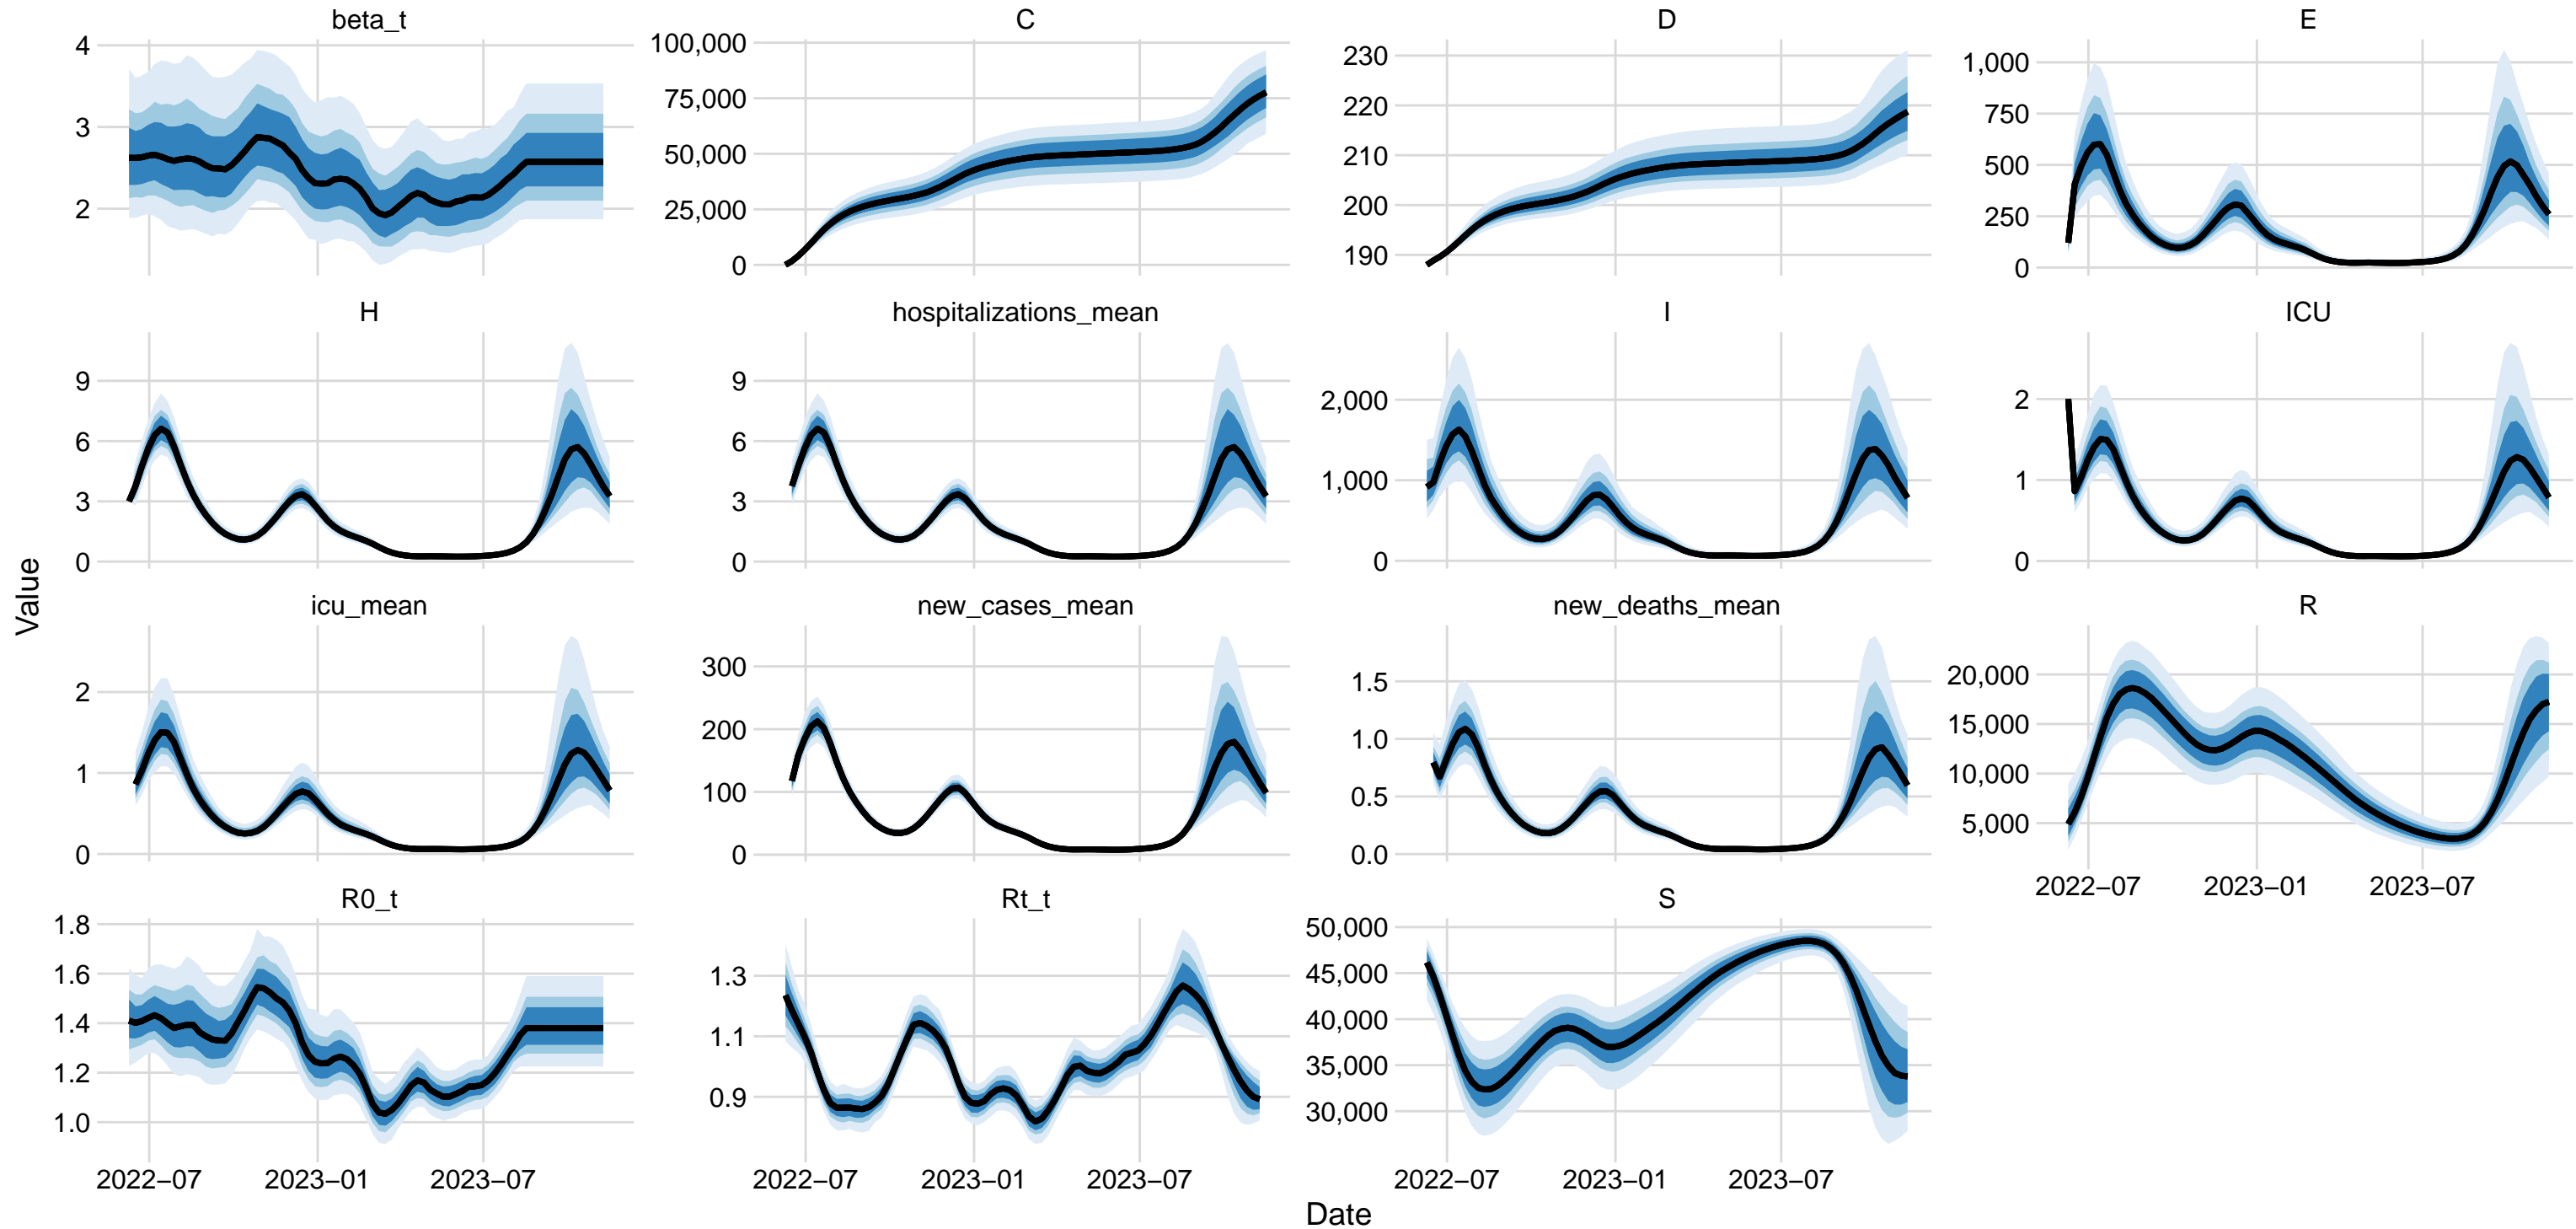 beta_t
C
D
E
4
3
2
100,000
75,000
50,000
25,000
0
230
220
210
200
190
1,000
750
500
250
0
H
hospitalizations_mean
I
ICU
9
6
3
0
9
6
3
0
2,000
1,000
0
2
1
0
Value
icu_mean
new_cases_mean
new_deaths_mean
R
2
1
0
300
200
100
0
1.5
1.0
0.5
0.0
20,000
15,000
10,000
5,000
2022−07 2023−01 2023−07
R0_t
Rt_t
S
1.8
1.6
1.4
1.2
1.0
1.3
1.1
0.9
50,000
45,000
40,000
35,000
30,000
2022−07 2023−01 2023−07
2022−07 2023−01 2023−07
2022−07 2023−01 2023−07
Date